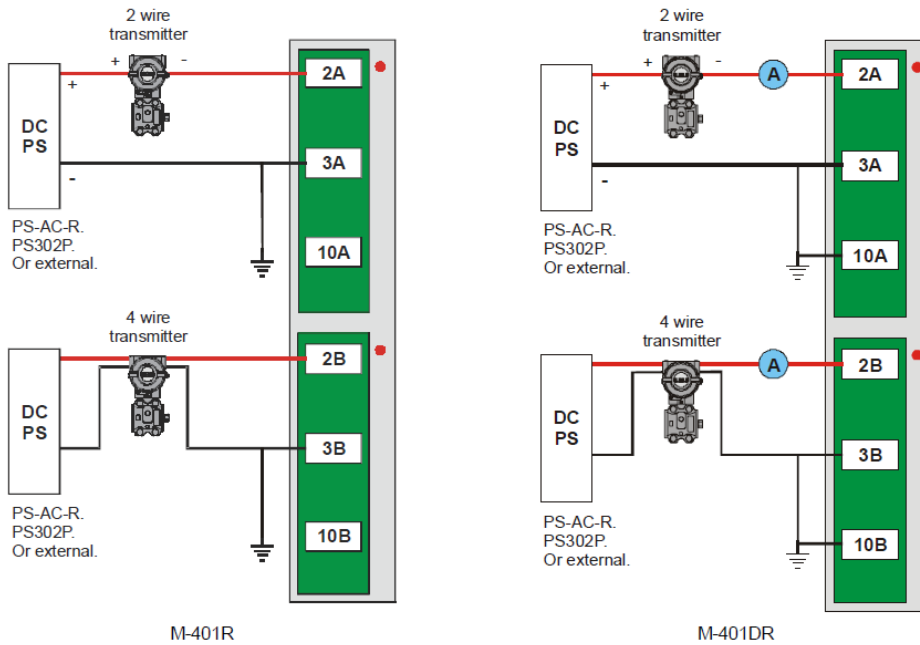 2 wire
transmitter
+
-
+
DC
PS
-
PS-AC-R.
PS302P.
Or external.
2A
3A
10A
4 wire
transmitter
DC
PS
PS-AC-R.
PS302P.
Or external.
2B
3B
10B
M-401R
2 wire
transmitter
+
-
+
A
DC
PS
-
PS-AC-R.
PS302P.
Or external.
2A
3A
10A
4 wire
transmitter
A
DC
PS
PS-AC-R.
PS302P.
Or external.
2B
3B
10B
M-401DR